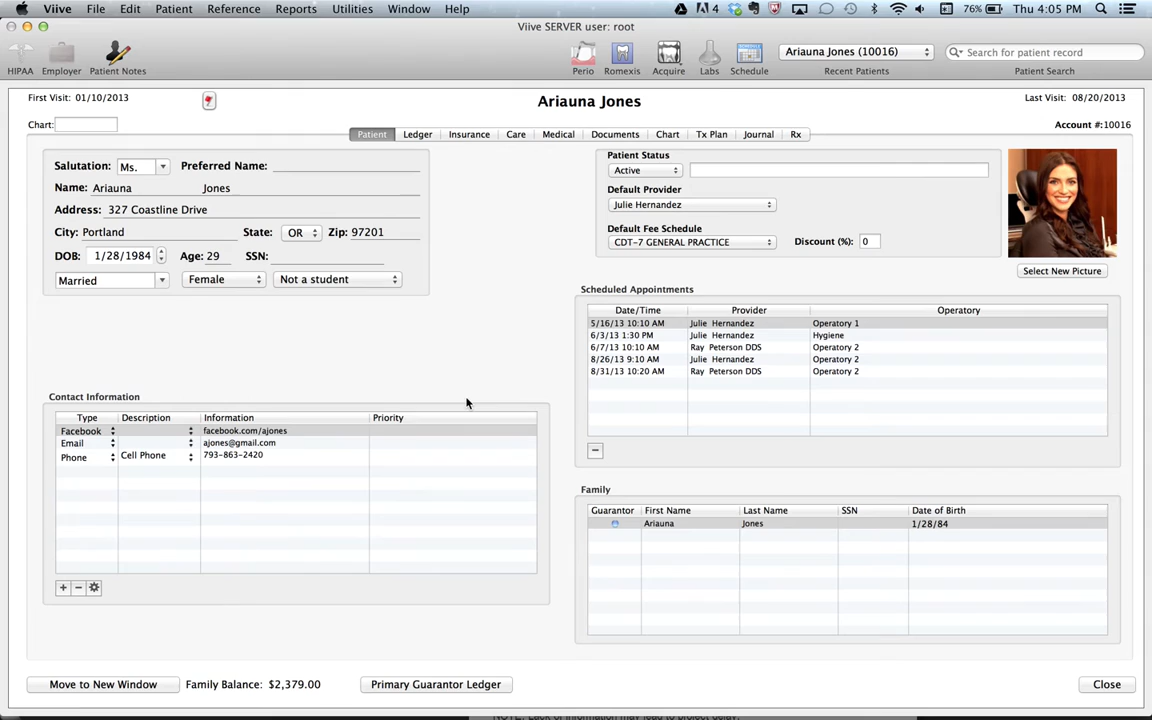 Viive File Edit Patient Reference Reports Utilities Window Help 4 76% Thu 4:05 PM
Viive SERVER user: root
HIPAA Employer Patient Notes Perio Romexis Acquire Labs Schedule
Ariauna Jones (10016) Search for patient record
Recent Patients Patient Search
First Visit: 01/10/2013 Ariauna Jones Last Visit: 08/20/2013
Chart: Account #:10016
Patient Ledger Insurance Care Medical Documents Chart Tx Plan Journal Rx
Salutation: Ms. Preferred Name:
Name: Ariauna Jones
Address: 327 Coastline Drive
City: Portland State: OR Zip: 97201
DOB: 1/28/1984 Age: 29 SSN:
Married Female Not a student
Patient Status
Active
Default Provider
Julie Hernandez
Default Fee Schedule
CDT-7 GENERAL PRACTICE Discount (%): 0
Select New Picture
Scheduled Appointments
Date/Time Provider Operatory
5/16/13 10:10 AM Julie Hernandez Operatory 1
6/3/13 1:30 PM Julie Hernandez Hygiene
6/7/13 10:10 AM Ray Peterson DDS Operatory 2
8/26/13 9:10 AM Julie Hernandez Operatory 2
8/31/13 10:20 AM Ray Peterson DDS Operatory 2
Contact Information
Type Description Information Priority
Facebook facebook.com/ajones
Email ajones@gmail.com
Phone Cell Phone 793-863-2420
Family
Guarantor First Name Last Name SSN Date of Birth
Ariauna Jones 1/28/84
Move to New Window Family Balance: $2,379.00 Primary Guarantor Ledger Close